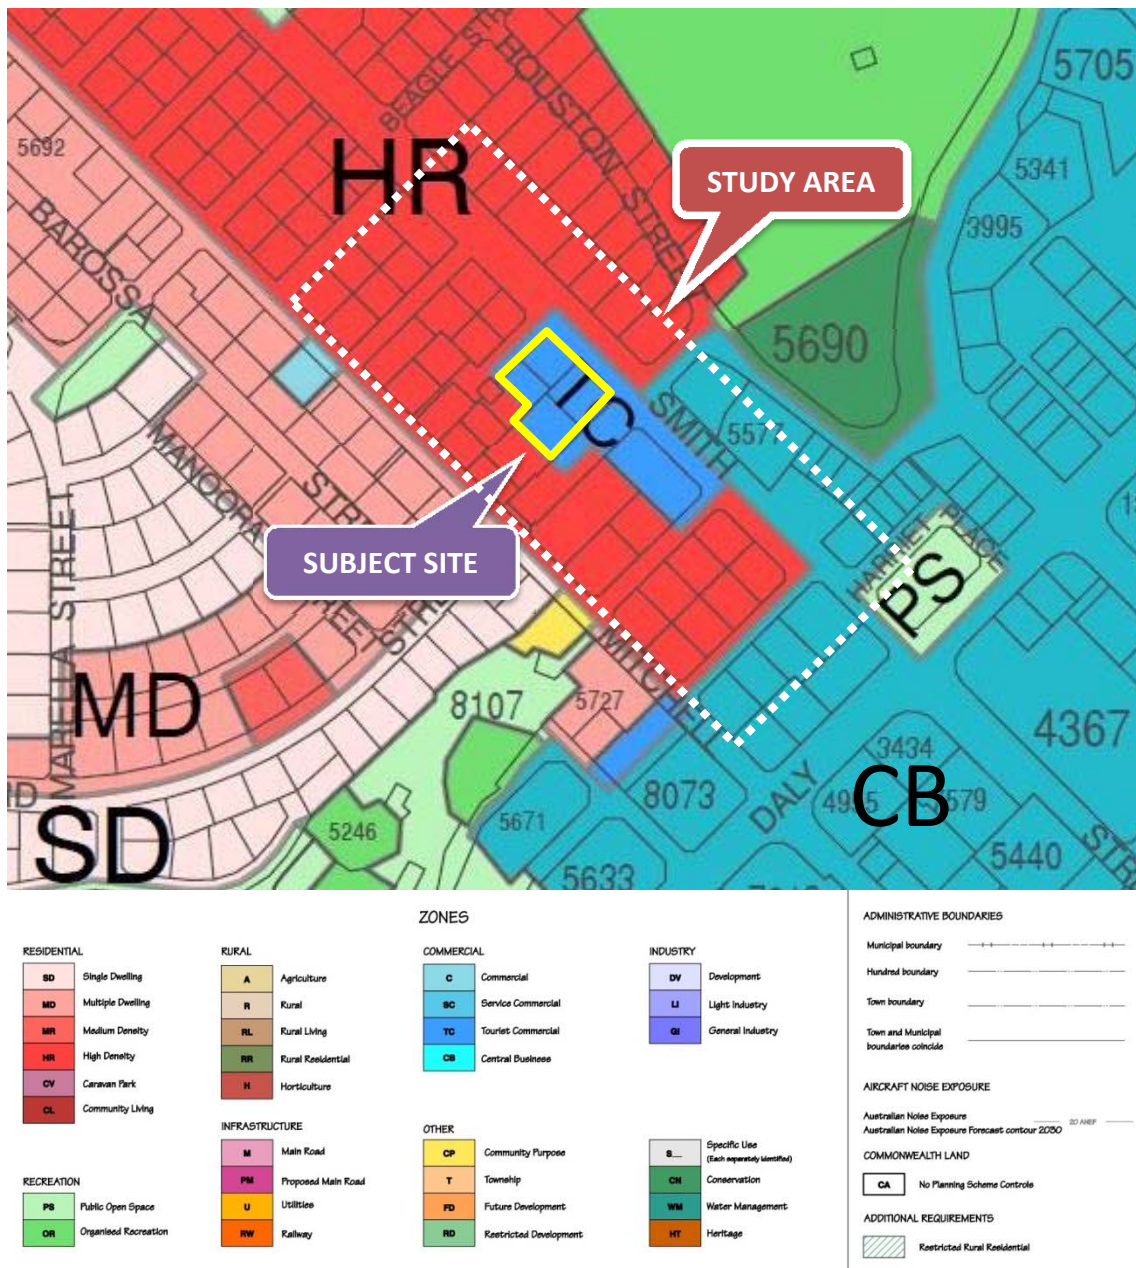 5705
BEAGLE
HOUSTON STREET
HR
5692
STUDY AREA
5341
3995
BAROSSA
5690
TC
SMITH
5577
MANOORA
STREET
STREET
MARELLA STREET
SUBJECT SITE
HARRIET PLACE
PS
MITCHELL
MD
8107
5727
4367
3434
CB
579
8073
DALY
SD
5246
5671
5440
5633
ZONES
RESIDENTIAL
SD Single Dwelling
MD Multiple Dwelling
MR Medium Density
HR High Density
CV Caravan Park
CL Community Living
RECREATION
PS Public Open Space
OR Organised Recreation
RURAL
A Agriculture
R Rural
RL Rural Living
RR Rural Residential
H Horticulture
INFRASTRUCTURE
M Main Road
PM Proposed Main Road
U Utilities
RW Railway
COMMERCIAL
C Commercial
SC Service Commercial
TC Tourist Commercial
CB Central Business
OTHER
CP Community Purpose
T Township
FD Future Development
RD Restricted Development
INDUSTRY
DV Development
LI Light Industry
GI General Industry
S__ Specific Use
(Each separately identified)
CN Conservation
WM Water Management
HT Heritage
ADMINISTRATIVE BOUNDARIES
Municipal boundary
Hundred boundary
Town boundary
Town and Municipal
boundaries coincide
AIRCRAFT NOISE EXPOSURE
Australian Noise Exposure
Australian Noise Exposure Forecast contour 2030
20 ANEF
COMMONWEALTH LAND
CA No Planning Scheme Controls
ADDITIONAL REQUIREMENTS
Restricted Rural Residential